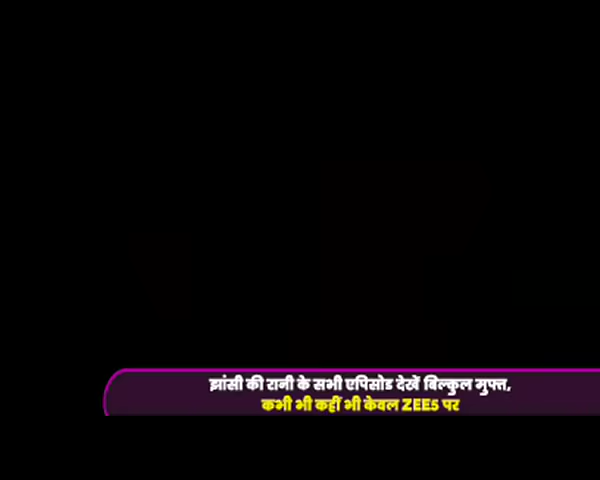 झांसी की रानी के सभी एपिसोड देखें बिल्कुल मुफ्त,
कभी भी कहीं भी केवल ZEE5 पर